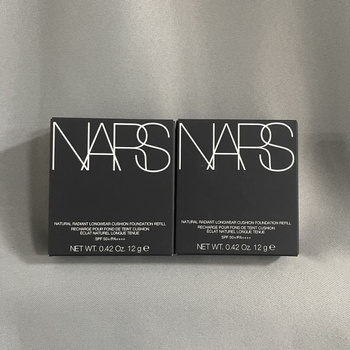 NARS
NATURAL RADIANT LONGWEAR CUSHION FOUNDATION REFILL
RECHARGE POUR FOND DE TEINT CUSHION
ÉCLAT NATUREL LONGUE TENUE
SPF 50+/PA++++
NET WT. 0.42 OZ. 12 g ℮
NARS
NATURAL RADIANT LONGWEAR CUSHION FOUNDATION REFILL
RECHARGE POUR FOND DE TEINT CUSHION
ÉCLAT NATUREL LONGUE TENUE
SPF 50+/PA++++
NET WT. 0.42 OZ. 12 g ℮